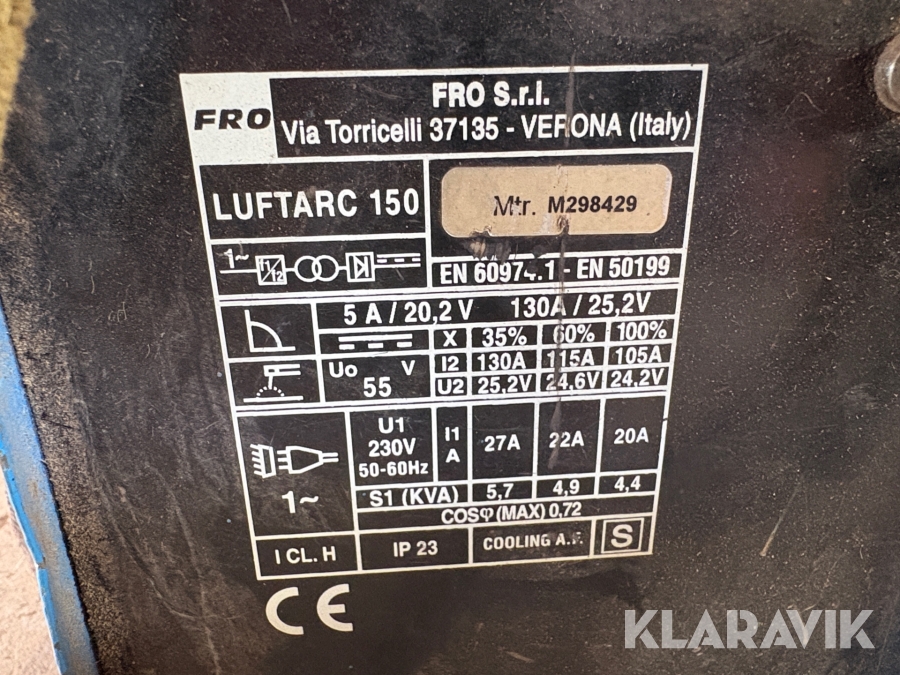 FRO
FRO S.r.l.
Via Torricelli 37135 - VERONA (Italy)
LUFTARC 150
Mtr. M298429
1~ f1/f2
EN 60974.1 - EN 50199
5 A / 20,2 V 130A / 25,2V
X 35% 60% 100%
Uo V
55
I2 130A 115A 105A
U2 25,2V 24,6V 24,2V
U1
230V
50-60Hz
I1
A
27A 22A 20A
1~
S1 (KVA) 5,7 4,9 4,4
COSφ (MAX) 0,72
I CL. H IP 23 COOLING A.F. S
CE
KLARAVIK